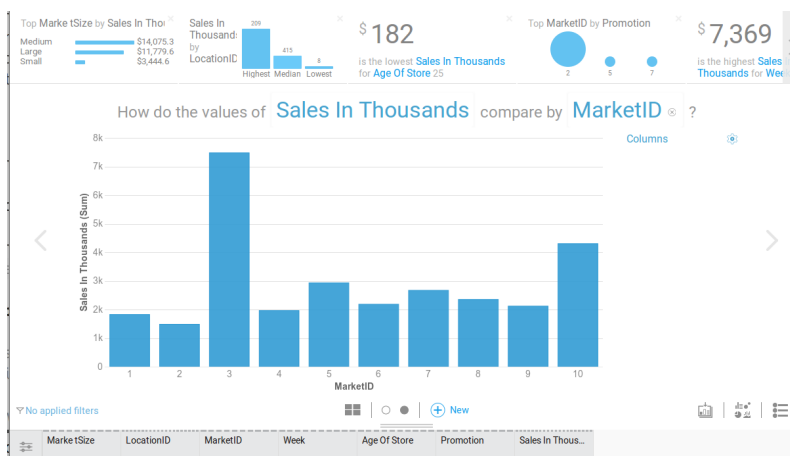 Top MarketSize by Sales In Thou
Medium $14,075.3
Large $11,779.6
Small $3,444.6
Sales In
Thousand
by
LocationID
209
415
8
Highest Median Lowest
$ 182
is the lowest Sales In Thousands
for Age Of Store 25
Top MarketID by Promotion
2 5 7
$ 7,369
is the highest Sales
Thousands for Wee
How do the values of Sales In Thousands compare by MarketID ?
Columns
8k
7k
6k
5k
4k
3k
2k
1k
0
Sales In Thousands (Sum)
1 2 3 4 5 6 7 8 9 10
MarketID
No applied filters
New
MarketSize LocationID MarketID Week Age Of Store Promotion Sales In Thous...